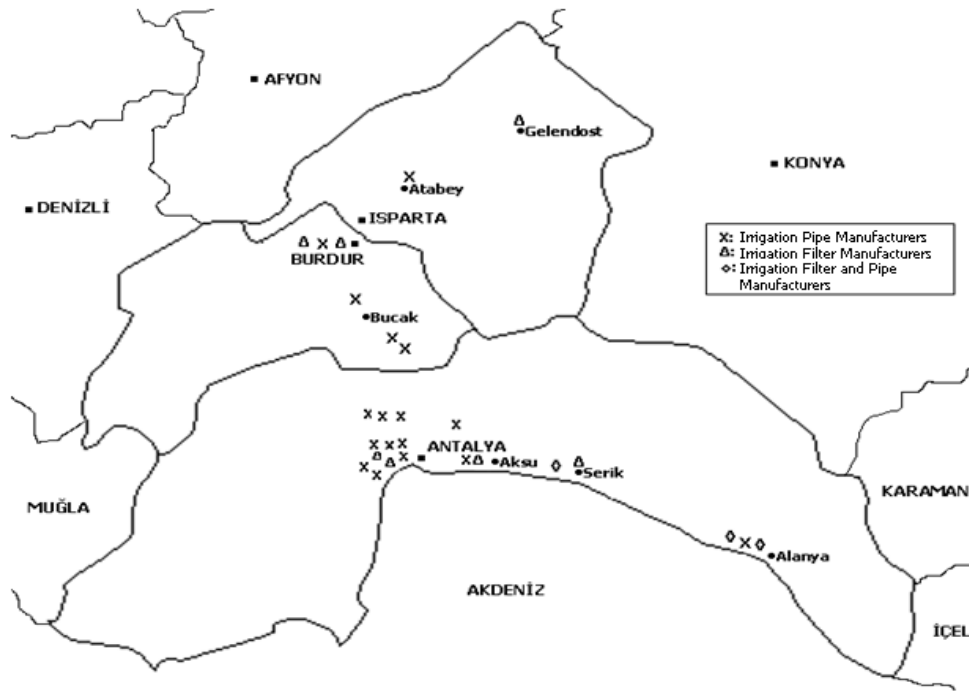 AFYON
Gelendost
KONYA
Atabey
DENİZLİ
ISPARTA
X: Irrigation Pipe Manufacturers
Δ: Irrigation Filter Manufacturers
◊: Irrigation Filter and Pipe
Manufacturers
BURDUR
Bucak
ANTALYA
Aksu
Serik
MUĞLA
KARAMAN
Alanya
AKDENİZ
İÇEL